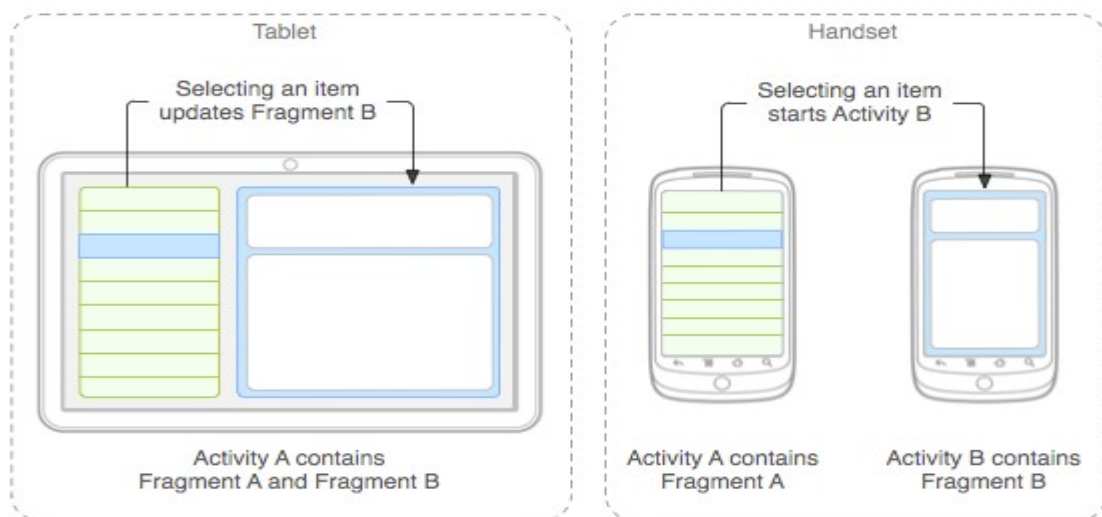 Tablet
Selecting an item
updates Fragment B
Activity A contains
Fragment A and Fragment B
Handset
Selecting an item
starts Activity B
Activity A contains
Fragment A
Activity B contains
Fragment B